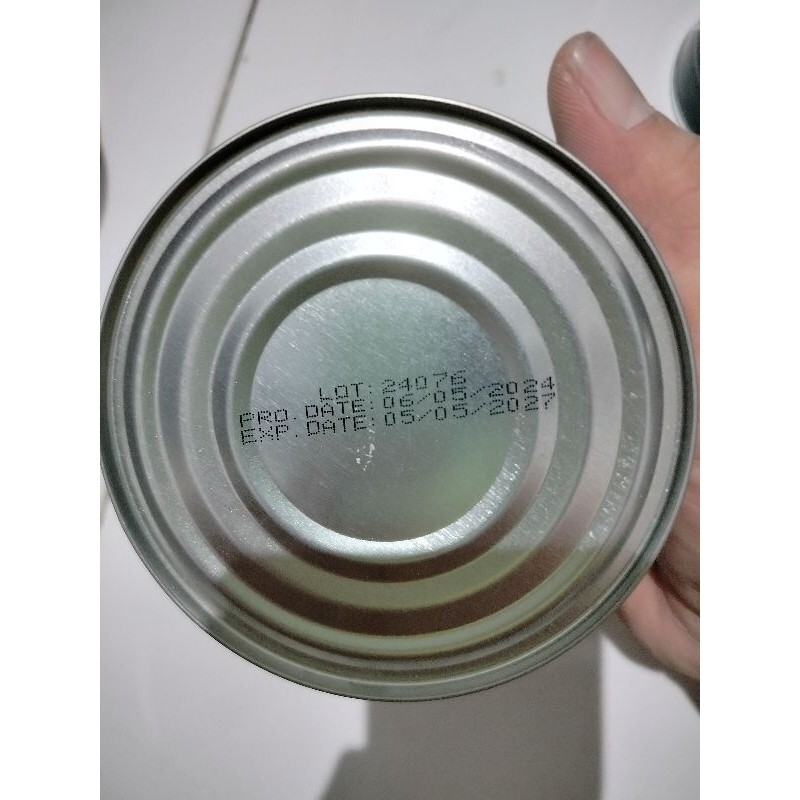 LOT: 24076
PRO. DATE: 06/05/2024
EXP. DATE: 05/05/2027